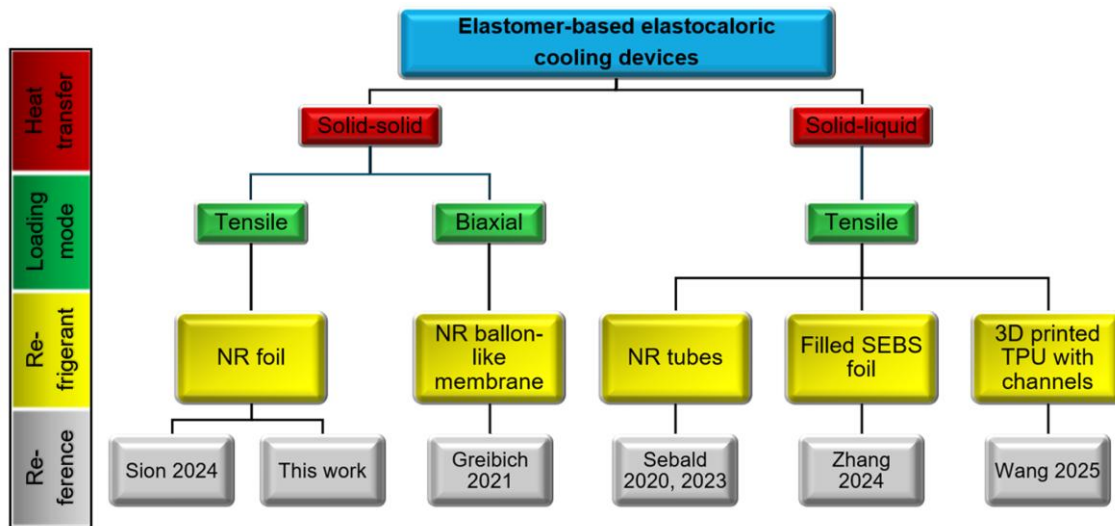 Elastomer-based elastocaloric
cooling devices
Heat
transfer
Solid-solid
Solid-liquid
Loading
mode
Tensile
Biaxial
Tensile
Re-
frigerant
NR foil
NR ballon-
like
membrane
NR tubes
Filled SEBS
foil
3D printed
TPU with
channels
Re-
ference
Sion 2024
This work
Greibich
2021
Sebald
2020, 2023
Zhang
2024
Wang 2025